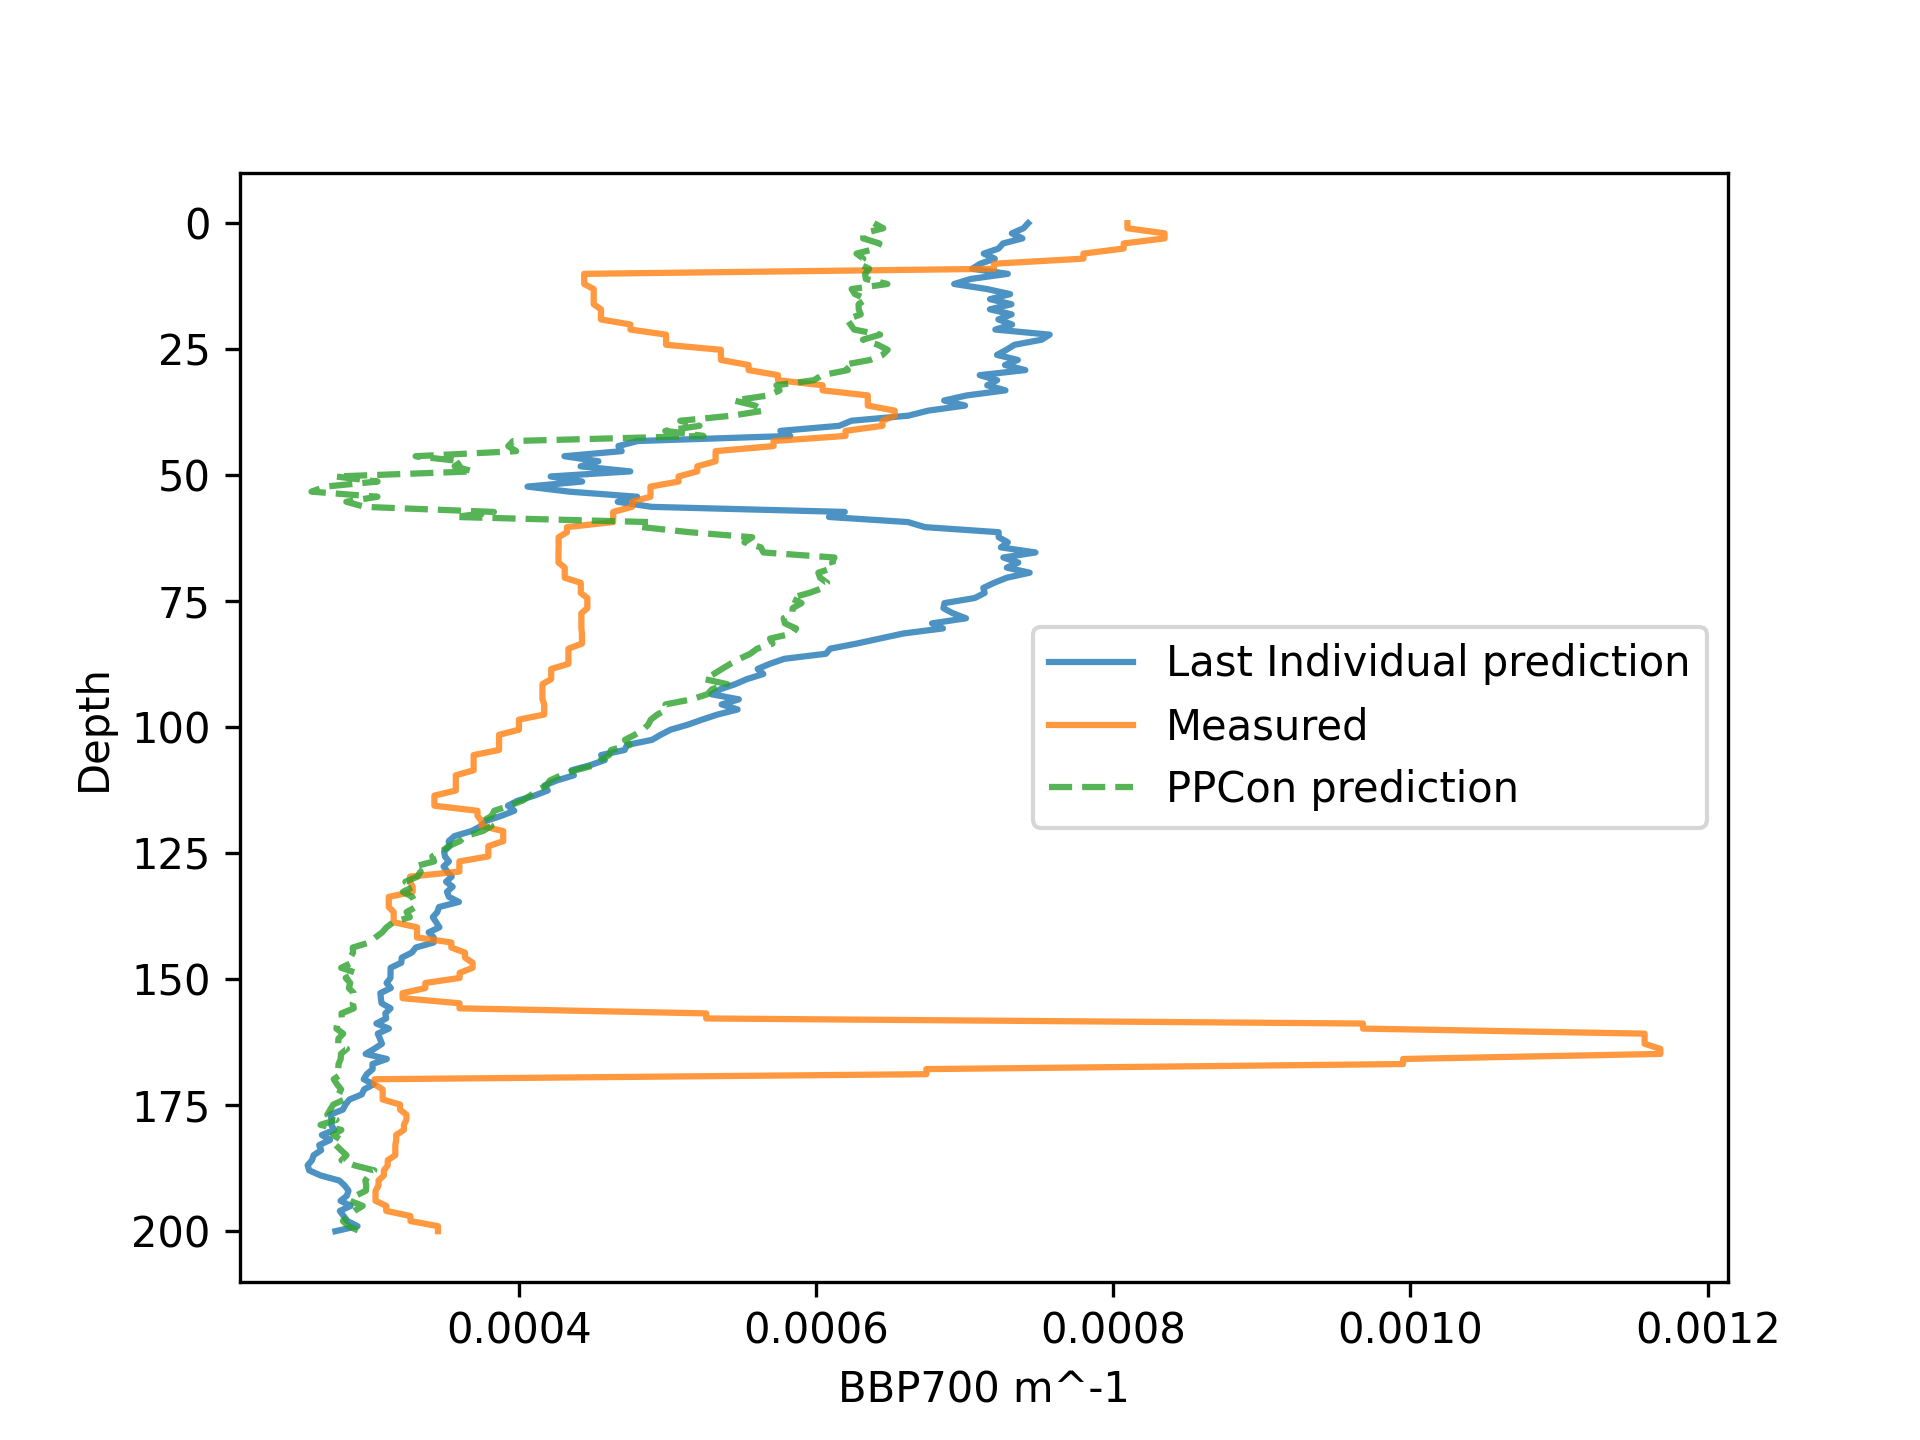 0
25
50
75
100
125
150
175
200
Depth
Last Individual prediction
Measured
PPCon prediction
0.0004 0.0006 0.0008 0.0010 0.0012
BBP700 m^-1